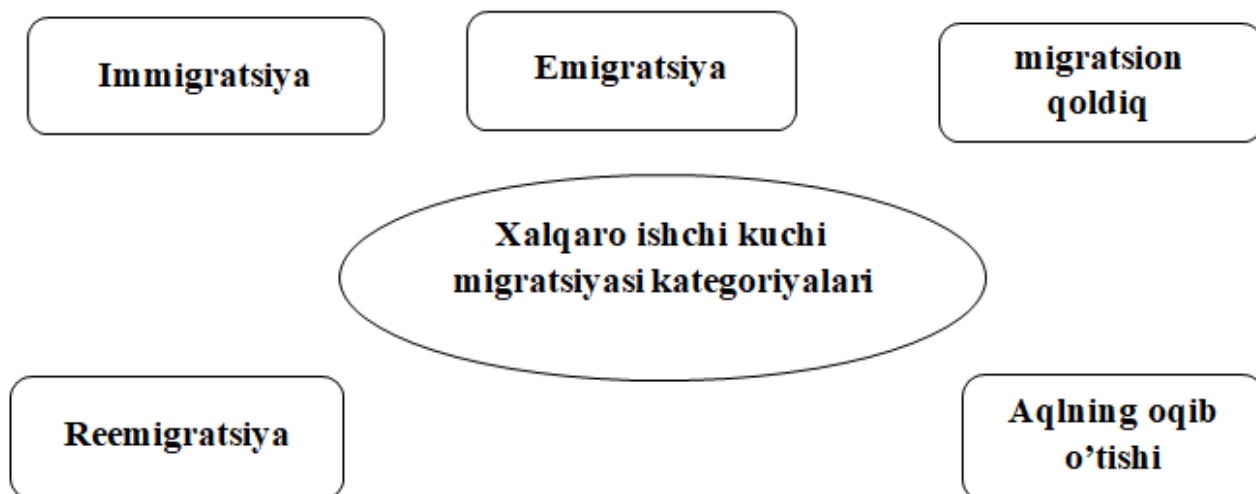 Immigratsiya
Emigratsiya
migratsion
qoldiq
Xalqaro ishchi kuchi
migratsiyasi kategoriyalari
Reemigratsiya
Aqlning oqib
o’tishi